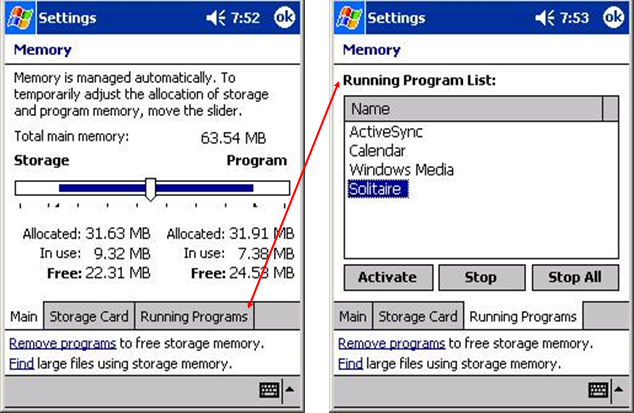 Settings 7:52 ok
Memory
Memory is managed automatically. To
temporarily adjust the allocation of storage
and program memory, move the slider.
Total main memory: 63.54 MB
Storage Program
Allocated: 31.63 MB Allocated: 31.91 MB
In use: 9.32 MB In use: 7.38 MB
Free: 22.31 MB Free: 24.53 MB
Main Storage Card Running Programs
Remove programs to free storage memory.
Find large files using storage memory.
Settings 7:53 ok
Memory
Running Program List:
Name
ActiveSync
Calendar
Windows Media
Solitaire
Activate Stop Stop All
Main Storage Card Running Programs
Remove programs to free storage memory.
Find large files using storage memory.